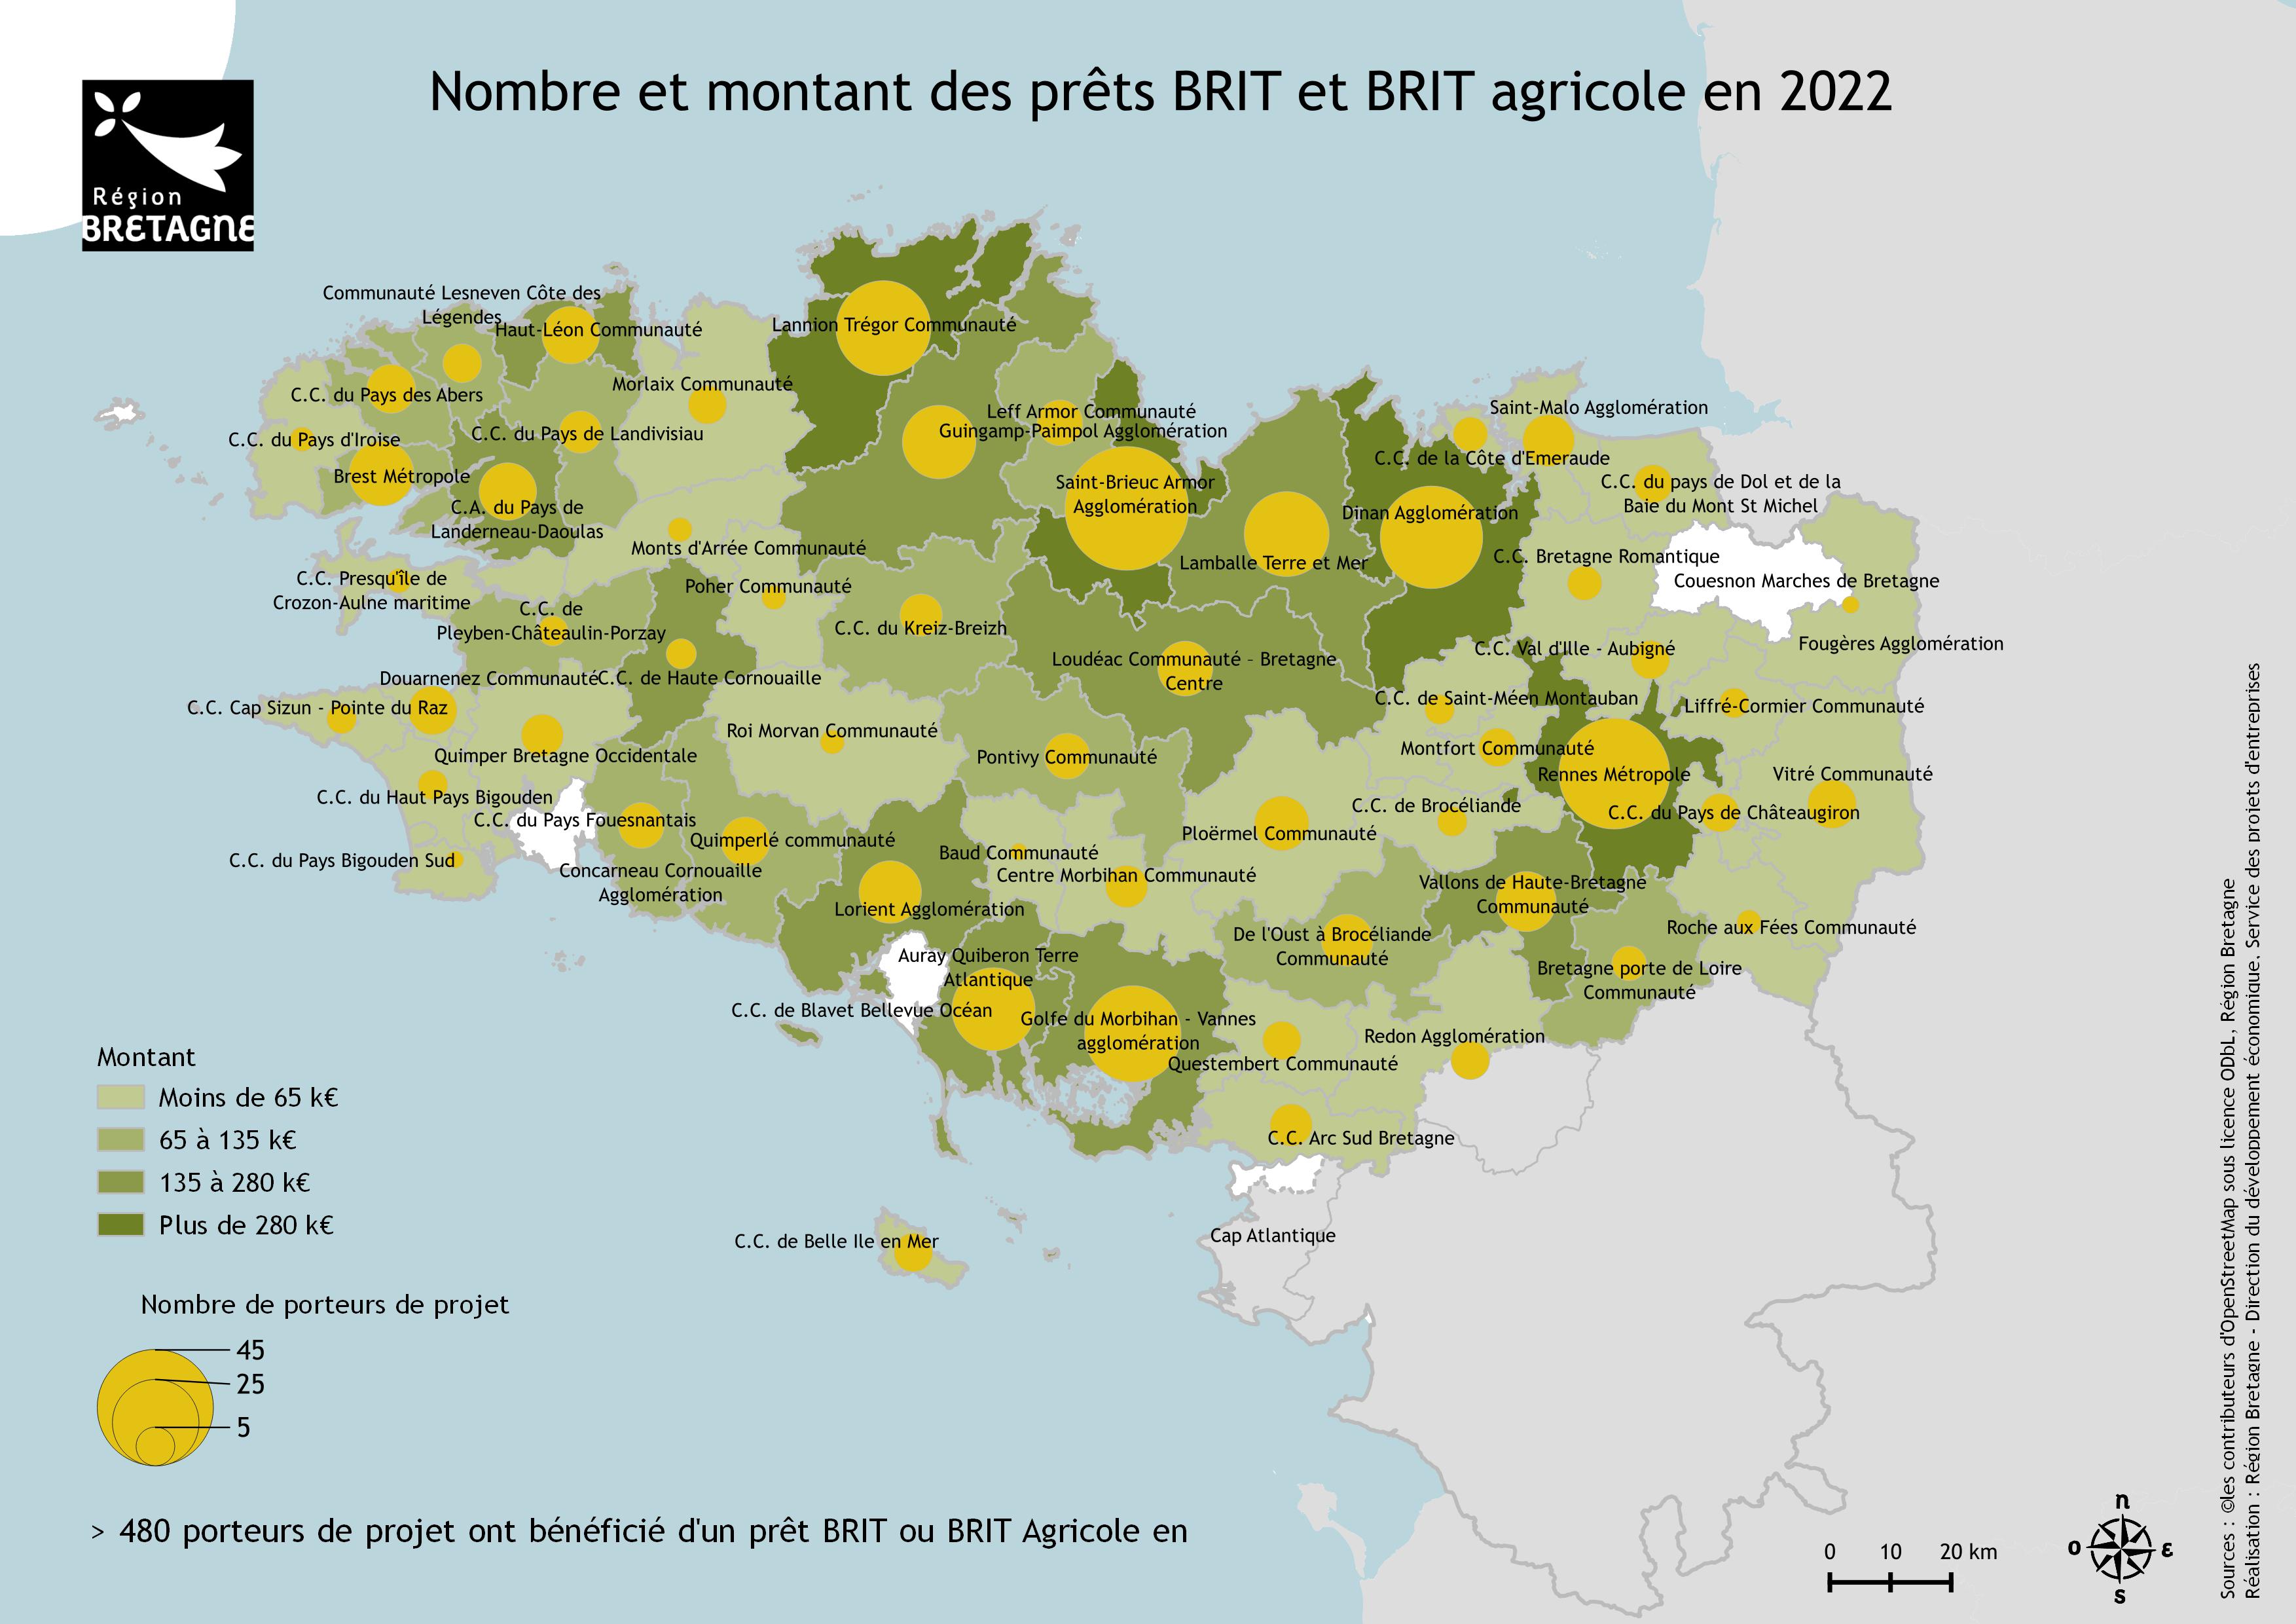 Nombre et montant des prêts BRIT et BRIT agricole en 2022
Région
BRETAGNE
Communauté Lesneven Côte des
Légendes
Haut-Léon Communauté
Lannion Trégor Communauté
Morlaix Communauté
C.C. du Pays des Abers
Leff Armor Communauté
Guingamp-Paimpol Agglomération
Saint-Malo Agglomération
C.C. du Pays d'Iroise
C.C. du Pays de Landivisiau
C.C. de la Côte d'Emeraude
Brest Métropole
Saint-Brieuc Armor
Agglomération
C.C. du pays de Dol et de la
Baie du Mont St Michel
C.A. du Pays de
Landerneau-Daoulas
Dinan Agglomération
Monts d'Arrée Communauté
Lamballe Terre et Mer
C.C. Bretagne Romantique
C.C. Presqu'île de
Crozon-Aulne maritime
Poher Communauté
Couesnon Marches de Bretagne
C.C. de
Pleyben-Châteaulin-Porzay
C.C. du Kreiz-Breizh
Fougères Agglomération
C.C. Val d'Ille - Aubigné
Loudéac Communauté – Bretagne
Centre
Douarnenez Communauté
C.C. de Haute Cornouaille
C.C. de Saint-Méen Montauban
Liffré-Cormier Communauté
C.C. Cap Sizun - Pointe du Raz
Roi Morvan Communauté
Quimper Bretagne Occidentale
Pontivy Communauté
Montfort Communauté
Rennes Métropole
Vitré Communauté
C.C. du Haut Pays Bigouden
C.C. de Brocéliande
C.C. du Pays de Châteaugiron
C.C. du Pays Fouesnantais
Quimperlé communauté
Ploërmel Communauté
C.C. du Pays Bigouden Sud
Baud Communauté
Concarneau Cornouaille
Agglomération
Centre Morbihan Communauté
Vallons de Haute-Bretagne
Communauté
Lorient Agglomération
Roche aux Fées Communauté
De l'Oust à Brocéliande
Communauté
Auray Quiberon Terre
Atlantique
Bretagne porte de Loire
Communauté
C.C. de Blavet Bellevue Océan
Golfe du Morbihan - Vannes
agglomération
Redon Agglomération
Questembert Communauté
C.C. Arc Sud Bretagne
C.C. de Belle Ile en Mer
Cap Atlantique
Montant
Moins de 65 k€
65 à 135 k€
135 à 280 k€
Plus de 280 k€
Nombre de porteurs de projet
45
25
5
> 480 porteurs de projet ont bénéficié d'un prêt BRIT ou BRIT Agricole en
0 10 20 km
n
o ε
s
Sources : ©les contributeurs d'OpenStreetMap sous licence ODbL, Région Bretagne
Réalisation : Région Bretagne - Direction du développement économique, Service des projets d'entreprises